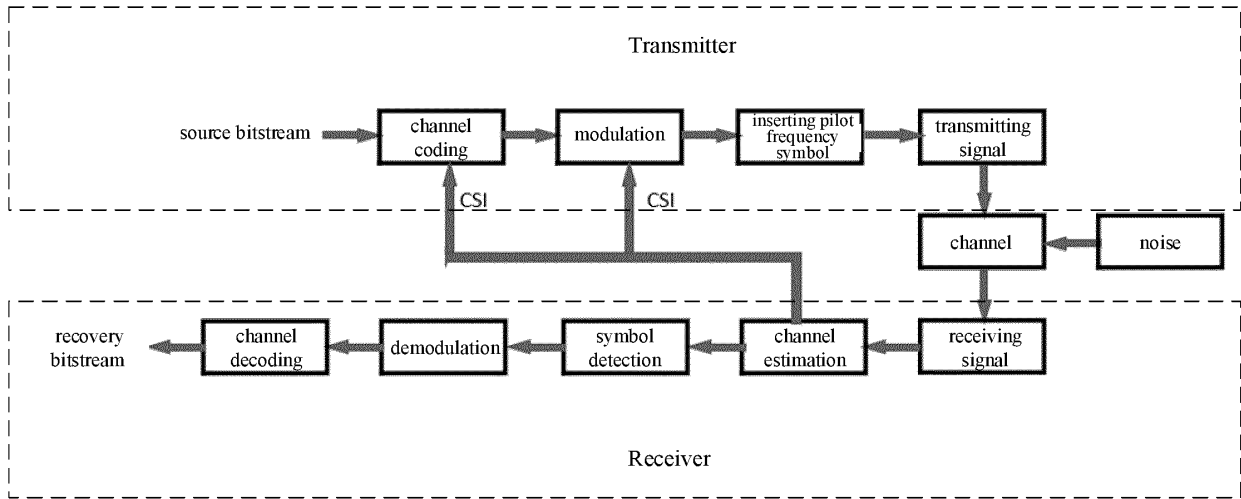 Transmitter
source bitstream
channel
coding
modulation
inserting pilot
frequency
symbol
transmitting
signal
CSI
CSI
channel
noise
recovery
bitstream
channel
decoding
demodulation
symbol
detection
channel
estimation
receiving
signal
Receiver